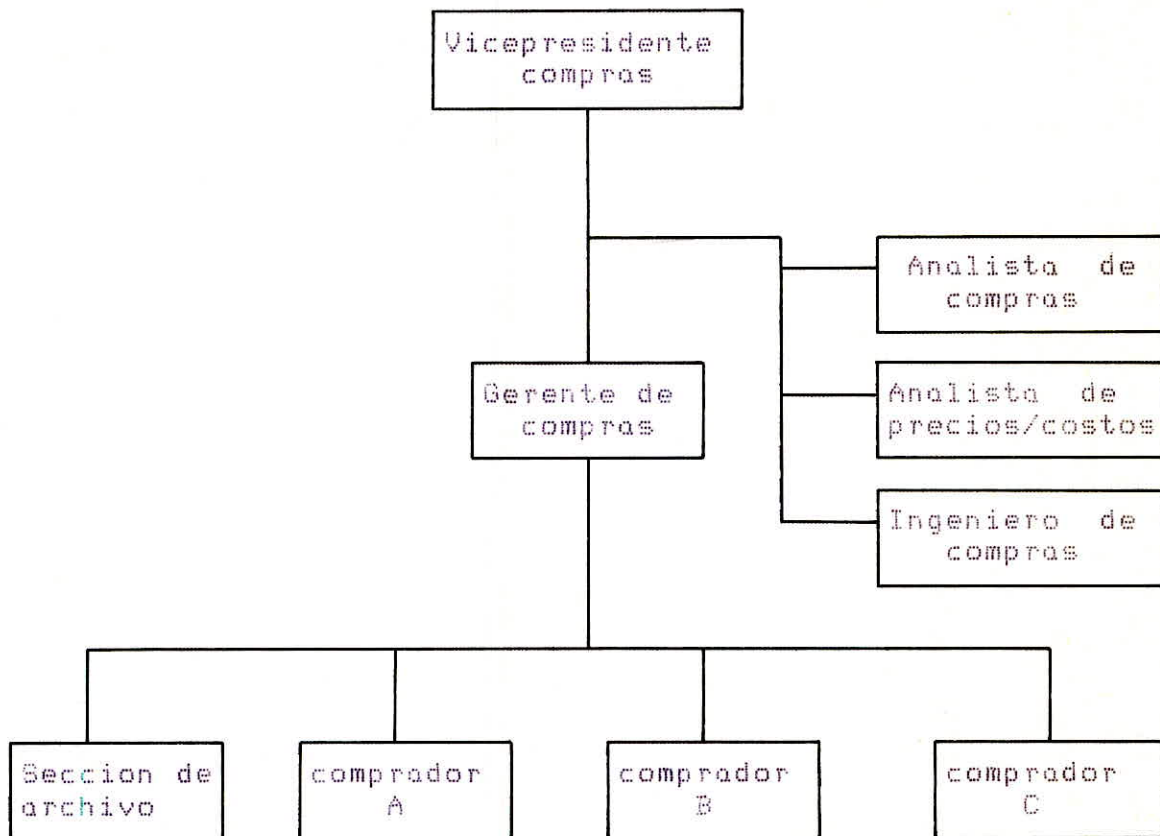 Vicepresidente
compras
Analista de
compras
Gerente de
compras
Analista de
precios/costos
Ingeniero de
compras
Seccion de
archivo
comprador
A
comprador
B
comprador
C